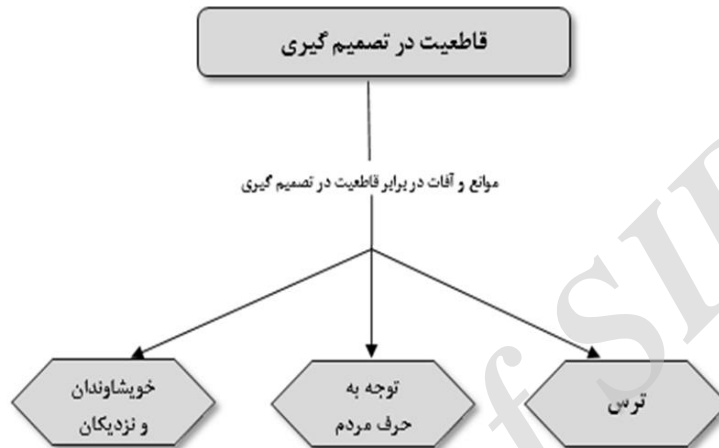 قاطعیت در تصمیم گیری
موانع و آفات در برابر قاطعیت در تصمیم گیری
ترس
توجه به
حرف مردم
خویشاوندان
و نزدیکان
f SI